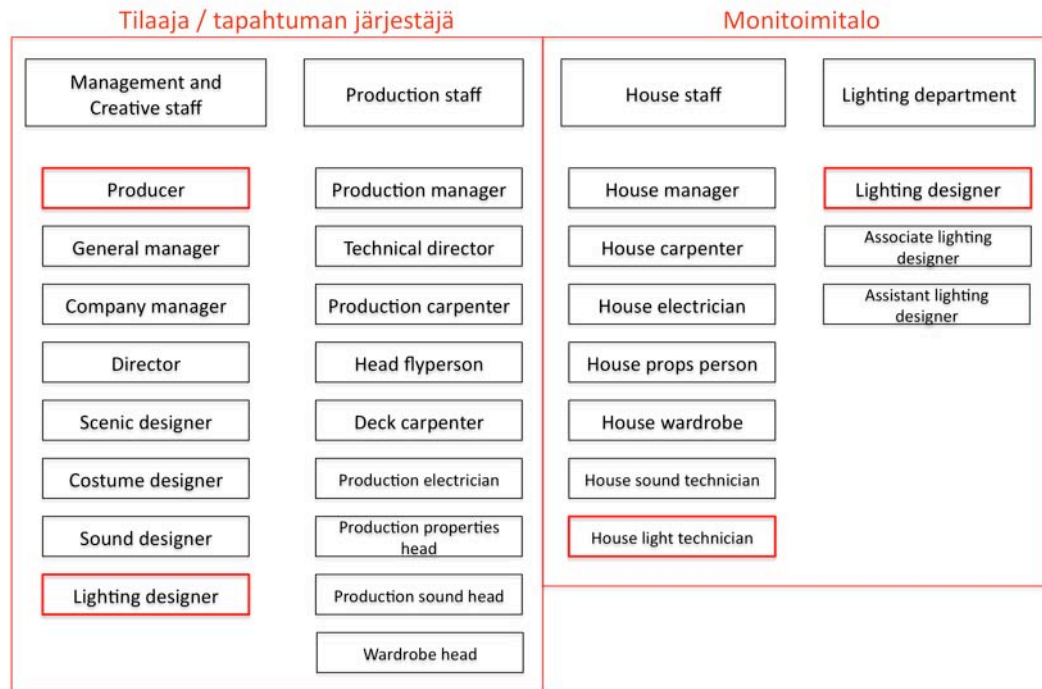 Tilaaja / tapahtuman järjestäjä
Management and
Creative staff
Producer
General manager
Company manager
Director
Scenic designer
Costume designer
Sound designer
Lighting designer
Production staff
Production manager
Technical director
Production carpenter
Head flyperson
Deck carpenter
Production electrician
Production properties
head
Production sound head
Wardrobe head
Monitoimitalo
House staff
House manager
House carpenter
House electrician
House props person
House wardrobe
House sound technician
House light technician
Lighting department
Lighting designer
Associate lighting
designer
Assistant lighting
designer